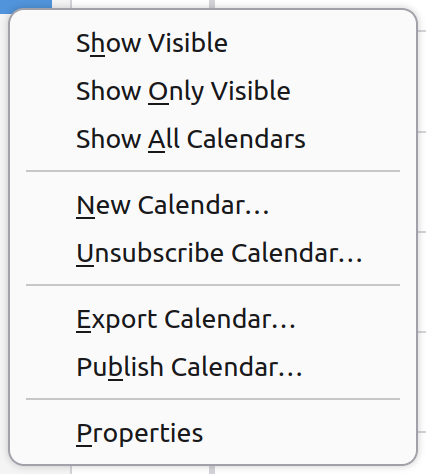 Show Visible
Show Only Visible
Show All Calendars
New Calendar…
Unsubscribe Calendar…
Export Calendar…
Publish Calendar…
Properties